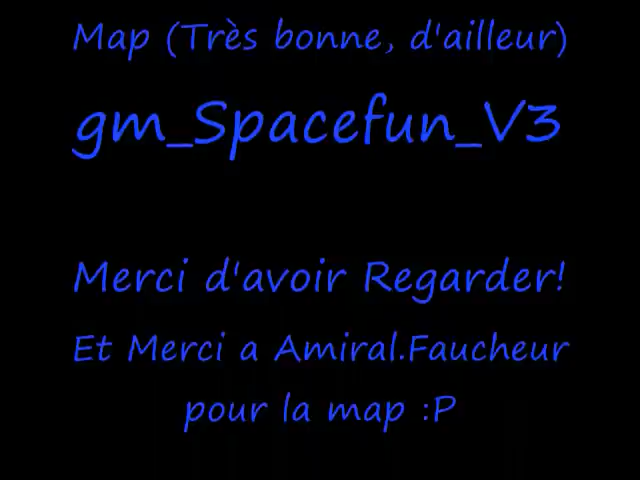 Map (Très bonne, d'ailleur)
gm_Spacefun_V3
Merci d'avoir Regarder!
Et Merci a Amiral.Faucheur
pour la map :P